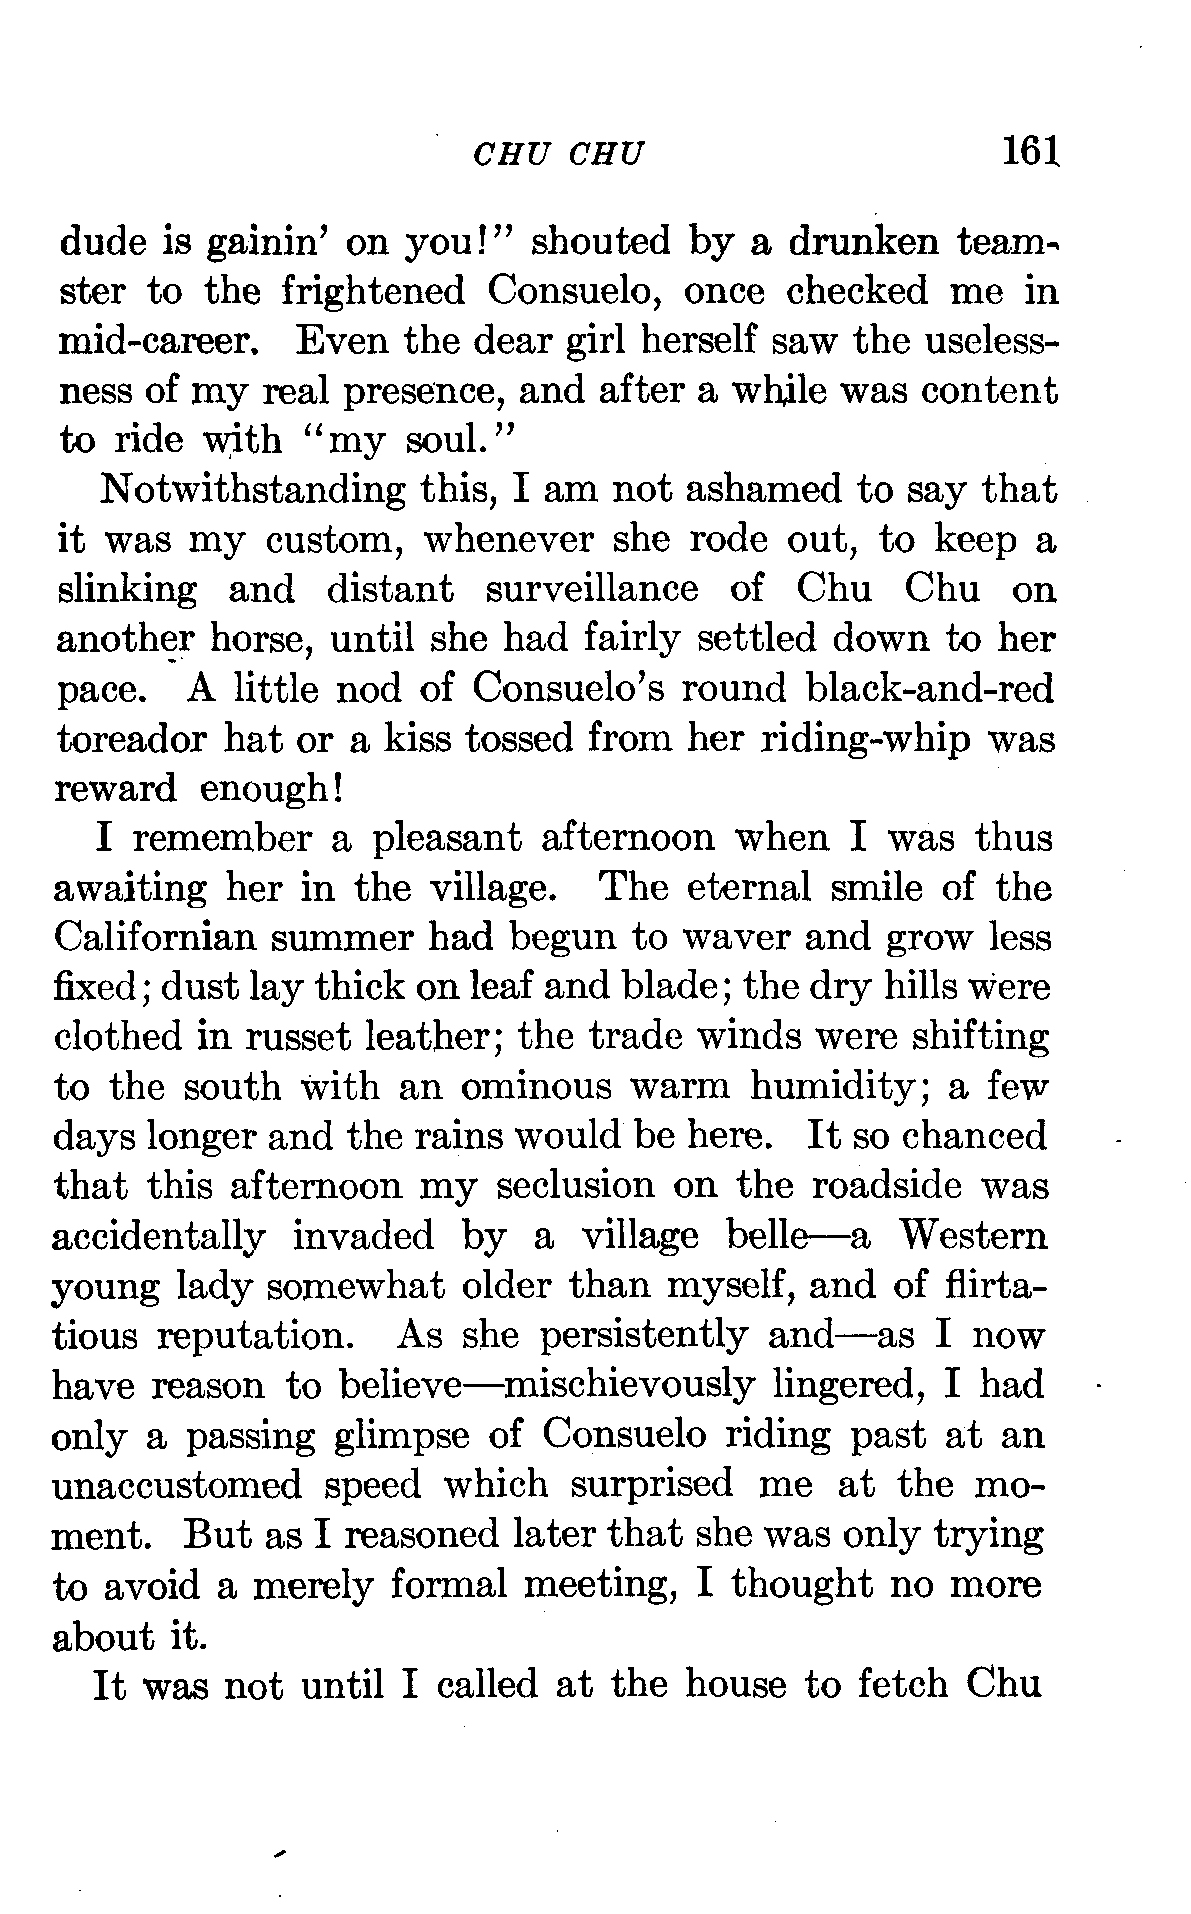 CHU CHU 161
dude is gainin’ on you!” shouted by a drunken team-
ster to the frightened Consuelo, once checked me in
mid-career. Even the dear girl herself saw the useless-
ness of my real presence, and after a while was content
to ride with “my soul.”
Notwithstanding this, I am not ashamed to say that
it was my custom, whenever she rode out, to keep a
slinking and distant surveillance of Chu Chu on
another horse, until she had fairly settled down to her
pace. A little nod of Consuelo’s round black-and-red
toreador hat or a kiss tossed from her riding-whip was
reward enough!
I remember a pleasant afternoon when I was thus
awaiting her in the village. The eternal smile of the
Californian summer had begun to waver and grow less
fixed; dust lay thick on leaf and blade; the dry hills were
clothed in russet leather; the trade winds were shifting
to the south with an ominous warm humidity; a few
days longer and the rains would be here. It so chanced
that this afternoon my seclusion on the roadside was
accidentally invaded by a village belle—a Western
young lady somewhat older than myself, and of flirta-
tious reputation. As she persistently and—as I now
have reason to believe—mischievously lingered, I had
only a passing glimpse of Consuelo riding past at an
unaccustomed speed which surprised me at the mo-
ment. But as I reasoned later that she was only trying
to avoid a merely formal meeting, I thought no more
about it.
It was not until I called at the house to fetch Chu